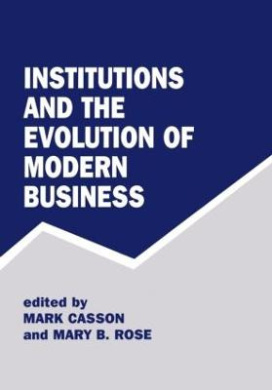 INSTITUTIONS
AND THE
EVOLUTION OF
MODERN
BUSINESS
edited by
MARK CASSON
and MARY B. ROSE